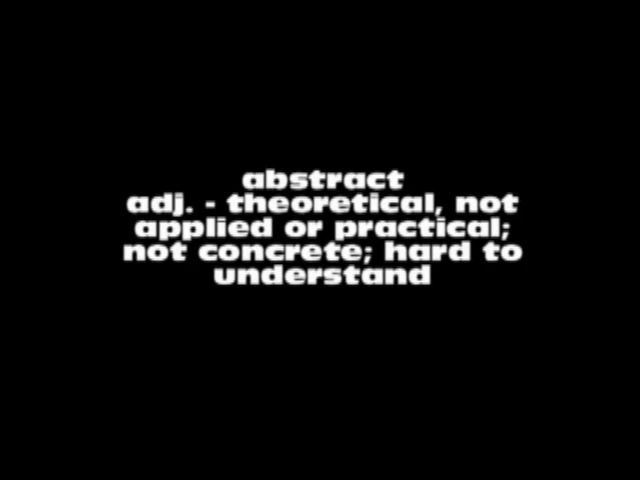 abstract
adj. - theoretical, not
applied or practical;
not concrete; hard to
understand